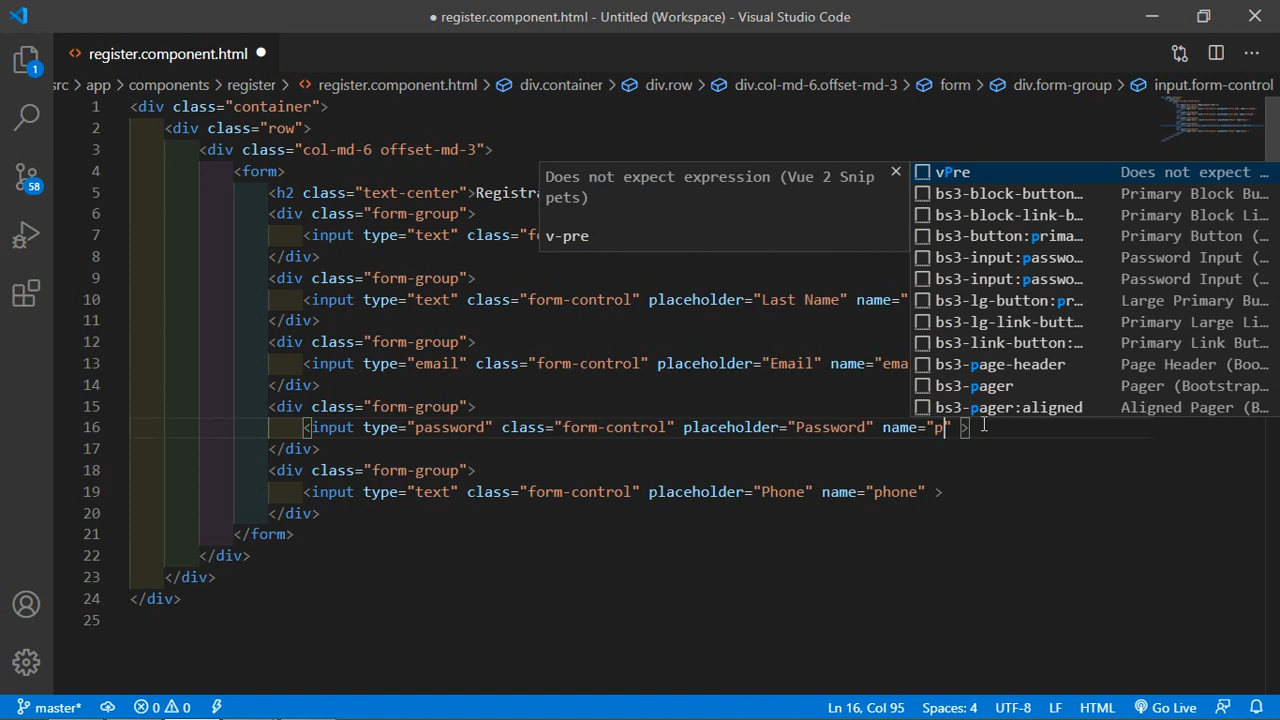 ● register.component.html - Untitled (Workspace) - Visual Studio Code
register.component.html
src > app > components > register > register.component.html > div.container > div.row > div.col-md-6.offset-md-3 > form > div.form-group > input.form-control
1 <div class="container">
2 <div class="row">
3 <div class="col-md-6 offset-md-3">
4 <form>
5 <h2 class="text-center">Registra
6 <div class="form-group">
7 <input type="text" class="f
8 </div>
9 <div class="form-group">
10 <input type="text" class="form-control" placeholder="Last Name" name="
11 </div>
12 <div class="form-group">
13 <input type="email" class="form-control" placeholder="Email" name="ema
14 </div>
15 <div class="form-group">
16 <input type="password" class="form-control" placeholder="Password" name="p" >
17 </div>
18 <div class="form-group">
19 <input type="text" class="form-control" placeholder="Phone" name="phone" >
20 </div>
21 </form>
22 </div>
23 </div>
24 </div>
25
Does not expect expression (Vue 2 Snip
pets)
v-pre
vPre Does not expect …
bs3-block-button… Primary Block Bu…
bs3-block-link-b… Primary Block Li…
bs3-button:prima… Primary Button (…
bs3-input:passwo… Password Input (…
bs3-input:passwo… Password Input (…
bs3-lg-button:pr… Large Primary Bu…
bs3-lg-link-butt… Primary Large Li…
bs3-link-button:… Primary Link But…
bs3-page-header Page Header (Boo…
bs3-pager Pager (Bootstrap…
bs3-pager:aligned Aligned Pager (B…
1
58
master* 0 0 Ln 16, Col 95 Spaces: 4 UTF-8 LF HTML Go Live